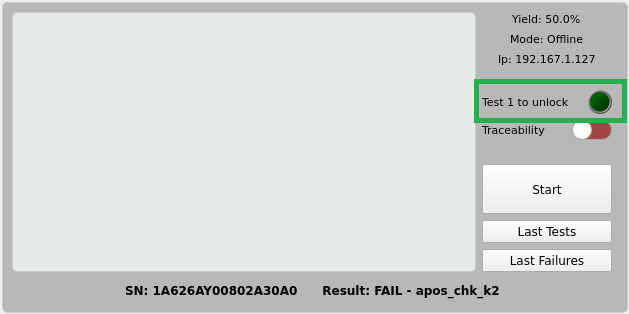 Yield: 50.0%
Mode: Offline
Ip: 192.167.1.127
Test 1 to unlock
Traceability
Start
Last Tests
Last Failures
SN: 1A626AY00802A30A0 Result: FAIL - apos_chk_k2